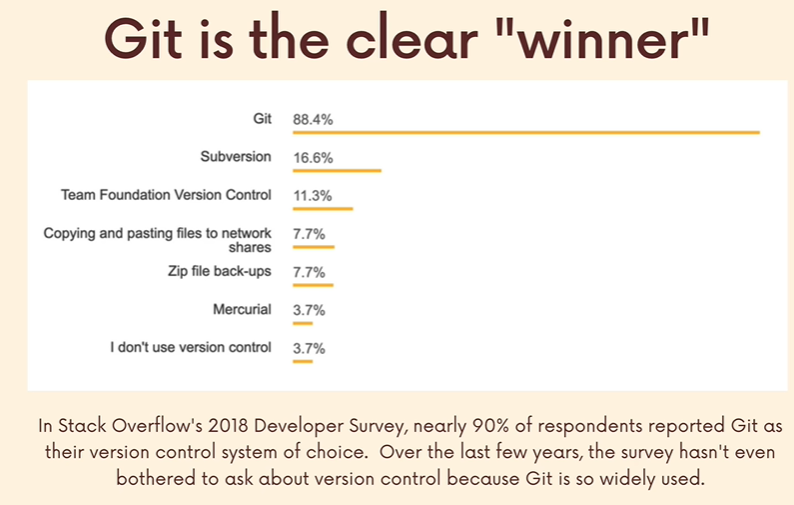 Git is the clear "winner"
Git 88.4%
Subversion 16.6%
Team Foundation Version Control 11.3%
Copying and pasting files to network 7.7%
shares
Zip file back-ups 7.7%
Mercurial 3.7%
I don't use version control 3.7%
In Stack Overflow's 2018 Developer Survey, nearly 90% of respondents reported Git as
their version control system of choice. Over the last few years, the survey hasn't even
bothered to ask about version control because Git is so widely used.